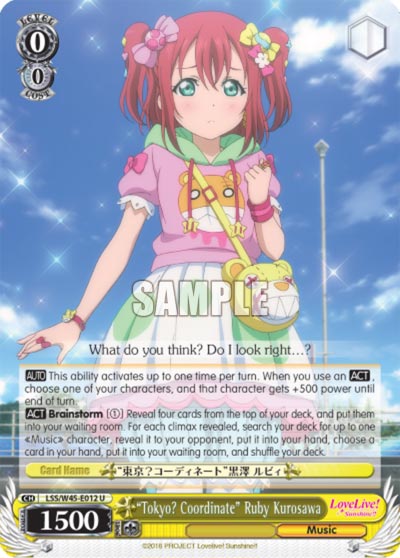 0
0
SAMPLE
What do you think? Do I look right…?
AUTO This ability activates up to one time per turn. When you use an ACT,
choose one of your characters, and that character gets +500 power until
end of turn.
ACT Brainstorm [①] Reveal four cards from the top of your deck, and put them
into your waiting room. For each climax revealed, search your deck for up to one
«Music» character, reveal it to your opponent, put it into your hand, choose a
card in your hand, put it into your waiting room, and shuffle your deck.
Card Name
“東京？コーディネート”黒澤 ルビィ
CH LSS/W45-E012 U
“Tokyo? Coordinate” Ruby Kurosawa
LoveLive!
Sunshine!!
1500
Music
©2016 PROJECT Lovelive! Sunshine!!